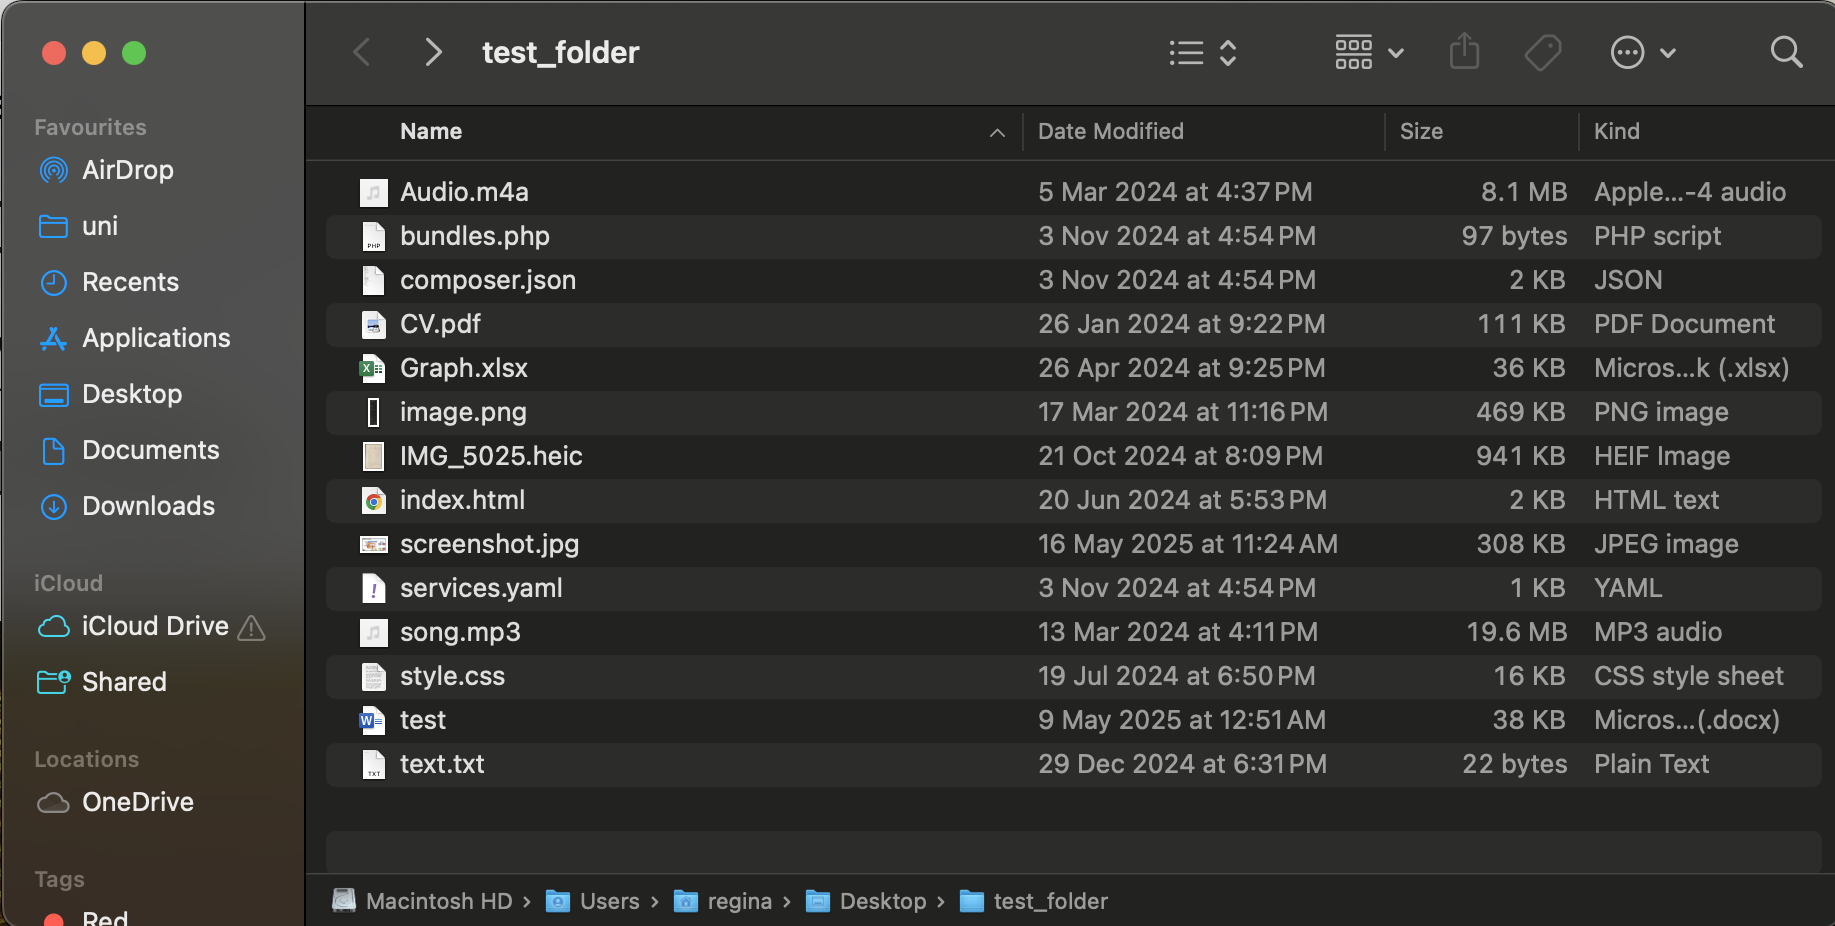 test_folder
Favourites
AirDrop
uni
Recents
Applications
Desktop
Documents
Downloads
iCloud
iCloud Drive
Shared
Locations
OneDrive
Tags
Red
Name Date Modified Size Kind
Audio.m4a 5 Mar 2024 at 4:37 PM 8.1 MB Apple...-4 audio
bundles.php 3 Nov 2024 at 4:54 PM 97 bytes PHP script
composer.json 3 Nov 2024 at 4:54 PM 2 KB JSON
CV.pdf 26 Jan 2024 at 9:22 PM 111 KB PDF Document
Graph.xlsx 26 Apr 2024 at 9:25 PM 36 KB Micros...k (.xlsx)
image.png 17 Mar 2024 at 11:16 PM 469 KB PNG image
IMG_5025.heic 21 Oct 2024 at 8:09 PM 941 KB HEIF Image
index.html 20 Jun 2024 at 5:53 PM 2 KB HTML text
screenshot.jpg 16 May 2025 at 11:24 AM 308 KB JPEG image
services.yaml 3 Nov 2024 at 4:54 PM 1 KB YAML
song.mp3 13 Mar 2024 at 4:11 PM 19.6 MB MP3 audio
style.css 19 Jul 2024 at 6:50 PM 16 KB CSS style sheet
test 9 May 2025 at 12:51 AM 38 KB Micros...(.docx)
text.txt 29 Dec 2024 at 6:31 PM 22 bytes Plain Text
Macintosh HD › Users › regina › Desktop › test_folder